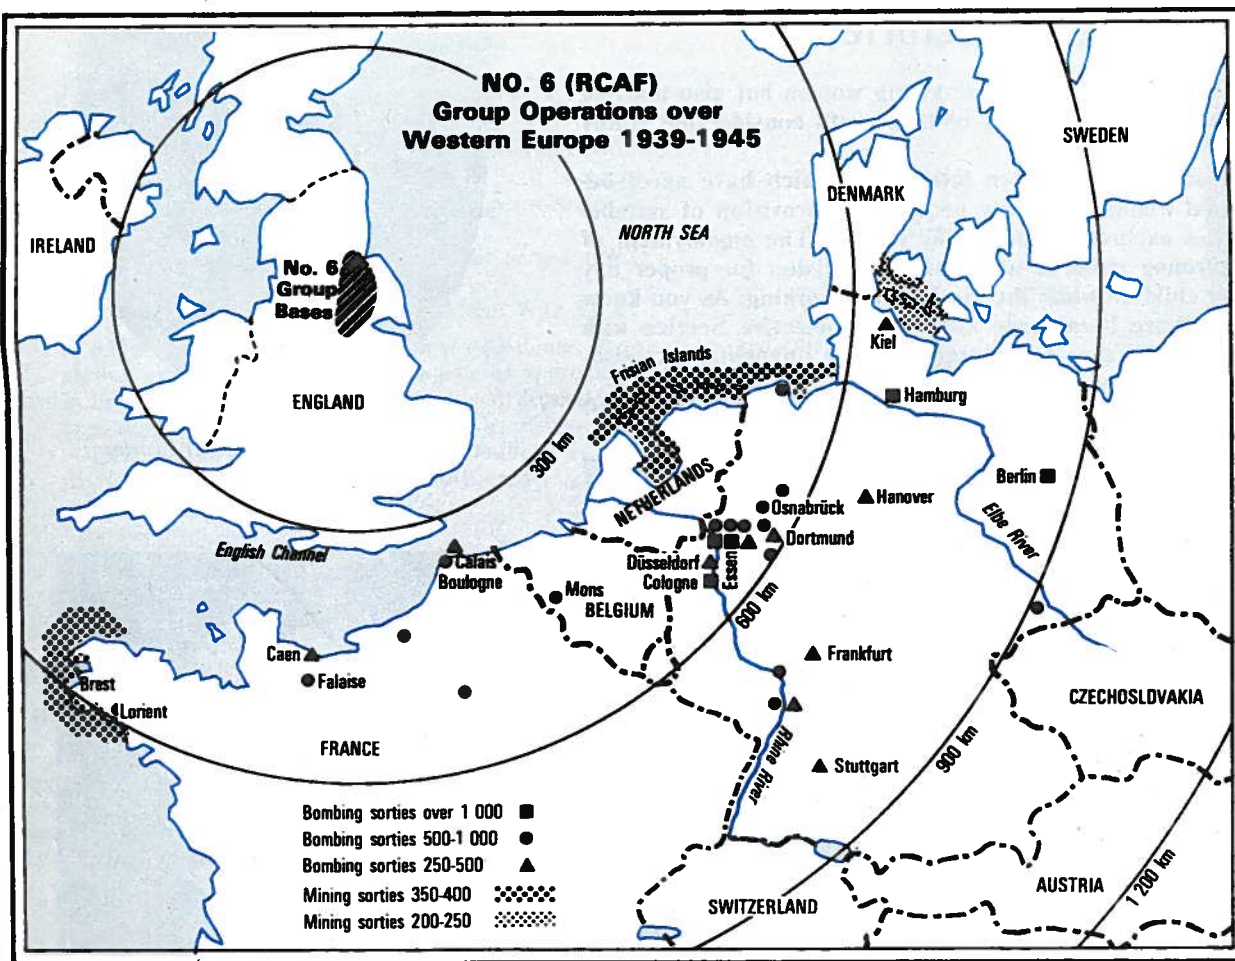 NO. 6 (RCAF)
Group Operations over
Western Europe 1939-1945
SWEDEN
DENMARK
NORTH SEA
IRELAND
No. 6
Group
Bases
Kiel
Frisian Islands
Hamburg
ENGLAND
300 km
NETHERLANDS
Berlin
Hanover
Osnabrück
Elbe River
Dortmund
English Channel
Calais
Boulogne
Düsseldorf
Cologne
Essen
Mons
BELGIUM
600 km
Caen
Falaise
Frankfurt
Brest
Lorient
CZECHOSLOVAKIA
FRANCE
Rhine River
900 km
Stuttgart
Bombing sorties over 1 000
Bombing sorties 500-1 000
Bombing sorties 250-500
Mining sorties 350-400
Mining sorties 200-250
SWITZERLAND
AUSTRIA
1 200 km